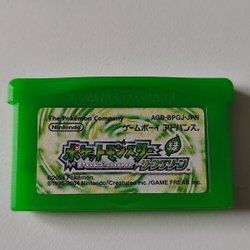 The Pokémon Company AGB-BPGJ-JPN
Nintendo ゲームボーイ アドバンス。
ポケットモンスター 緑
リーフグリーン
©2004 Pokémon.
©1995-2004 Nintendo/Creatures inc./GAME FREAK inc.